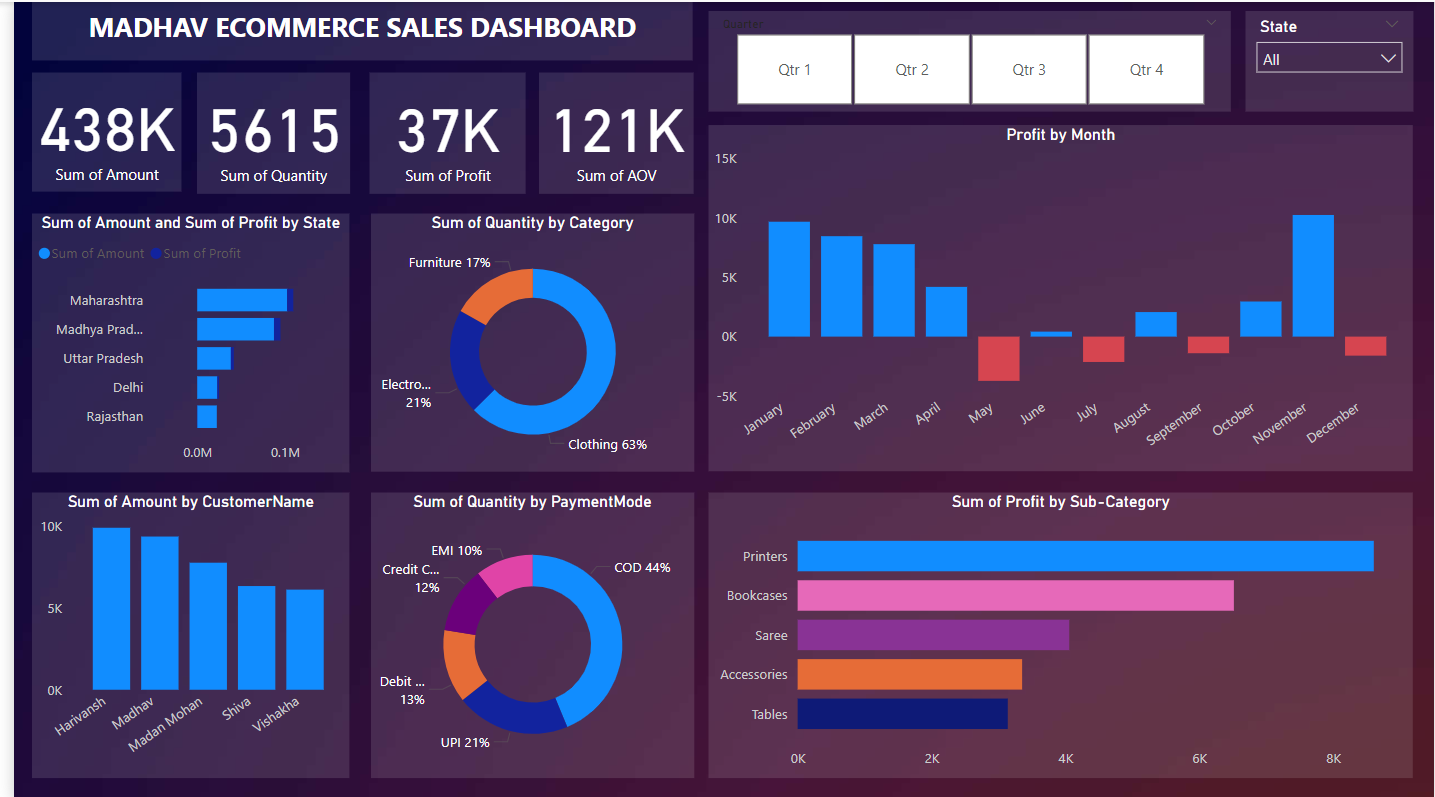 MADHAV ECOMMERCE SALES DASHBOARD
Quarter
Qtr 1
Qtr 2
Qtr 3
Qtr 4
State
All
438K
Sum of Amount
5615
Sum of Quantity
37K
Sum of Profit
121K
Sum of AOV
Profit by Month
15K
10K
5K
0K
-5K
January
February
March
April
May
June
July
August
September
October
November
December
Sum of Amount and Sum of Profit by State
Sum of Amount
Sum of Profit
Maharashtra
Madhya Prad...
Uttar Pradesh
Delhi
Rajasthan
0.0M
0.1M
Sum of Quantity by Category
Furniture 17%
Electro...
21%
Clothing 63%
Sum of Amount by CustomerName
10K
5K
0K
Harivansh
Madhav
Madan Mohan
Shiva
Vishakha
Sum of Quantity by PaymentMode
EMI 10%
Credit C...
12%
COD 44%
Debit ...
13%
UPI 21%
Sum of Profit by Sub-Category
Printers
Bookcases
Saree
Accessories
Tables
0K
2K
4K
6K
8K